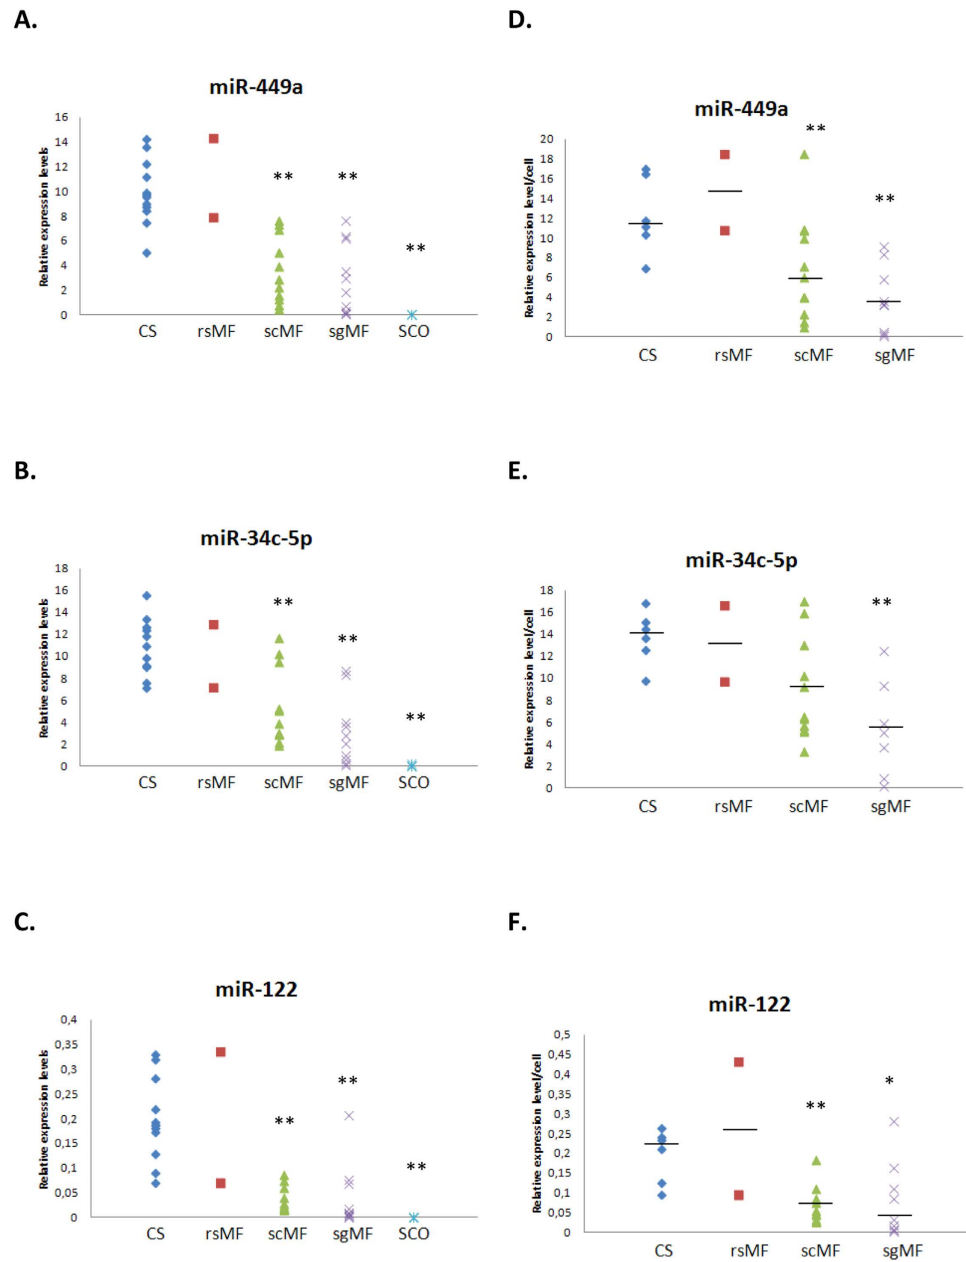 A.
miR-449a
Relative expression levels
16
14
12
10
8
6
4
2
0
** ** **
CS rsMF scMF sgMF SCO
D.
miR-449a
Relative expression level/cell
20
18
16
14
12
10
8
6
4
2
0
** **
CS rsMF scMF sgMF
B.
miR-34c-5p
Relative expression levels
18
16
14
12
10
8
6
4
2
0
** ** **
CS rsMF scMF sgMF SCO
E.
miR-34c-5p
Relative expression level/cell
18
16
14
12
10
8
6
4
2
0
**
CS rsMF scMF sgMF
C.
miR-122
Relative expression levels
0,4
0,35
0,3
0,25
0,2
0,15
0,1
0,05
0
** ** **
CS rsMF scMF sgMF SCO
F.
miR-122
Relative expression level/cell
0,5
0,45
0,4
0,35
0,3
0,25
0,2
0,15
0,1
0,05
0
** *
CS rsMF scMF sgMF